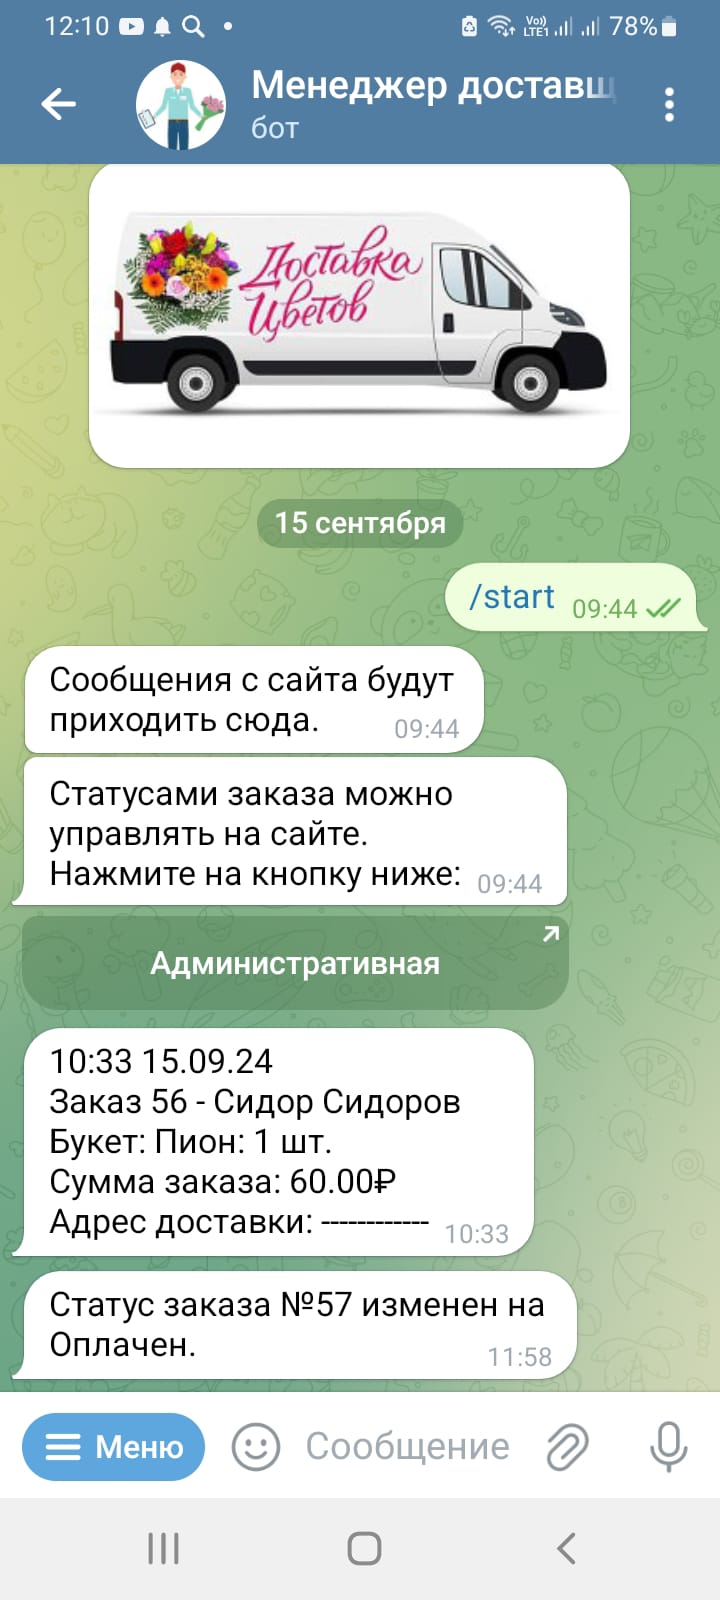 12:10
Vo))
LTE1
78%
Менеджер доставщ
бот
Доставка
Цветов
15 сентября
/start 09:44
Сообщения с сайта будут
приходить сюда. 09:44
Статусами заказа можно
управлять на сайте.
Нажмите на кнопку ниже: 09:44
Административная
10:33 15.09.24
Заказ 56 - Сидор Сидоров
Букет: Пион: 1 шт.
Сумма заказа: 60.00₽
Адрес доставки: ------------ 10:33
Статус заказа №57 изменен на
Оплачен. 11:58
Меню
Сообщение